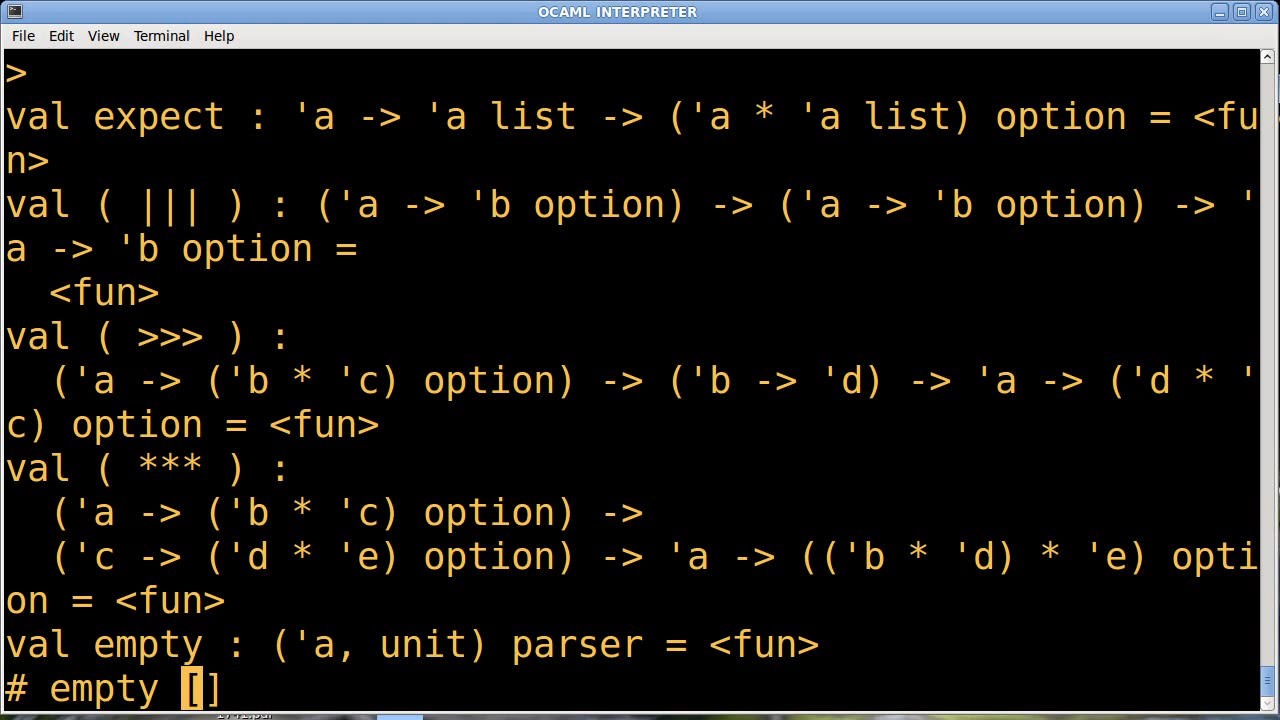 OCAML INTERPRETER
File Edit View Terminal Help
>
val expect : 'a -> 'a list -> ('a * 'a list) option = <fu
n>
val ( ||| ) : ('a -> 'b option) -> ('a -> 'b option) -> '
a -> 'b option =
  <fun>
val ( >>> ) :
  ('a -> ('b * 'c) option) -> ('b -> 'd) -> 'a -> ('d * '
c) option = <fun>
val ( *** ) :
  ('a -> ('b * 'c) option) ->
  ('c -> ('d * 'e) option) -> 'a -> (('b * 'd) * 'e) opti
on = <fun>
val empty : ('a, unit) parser = <fun>
# empty []